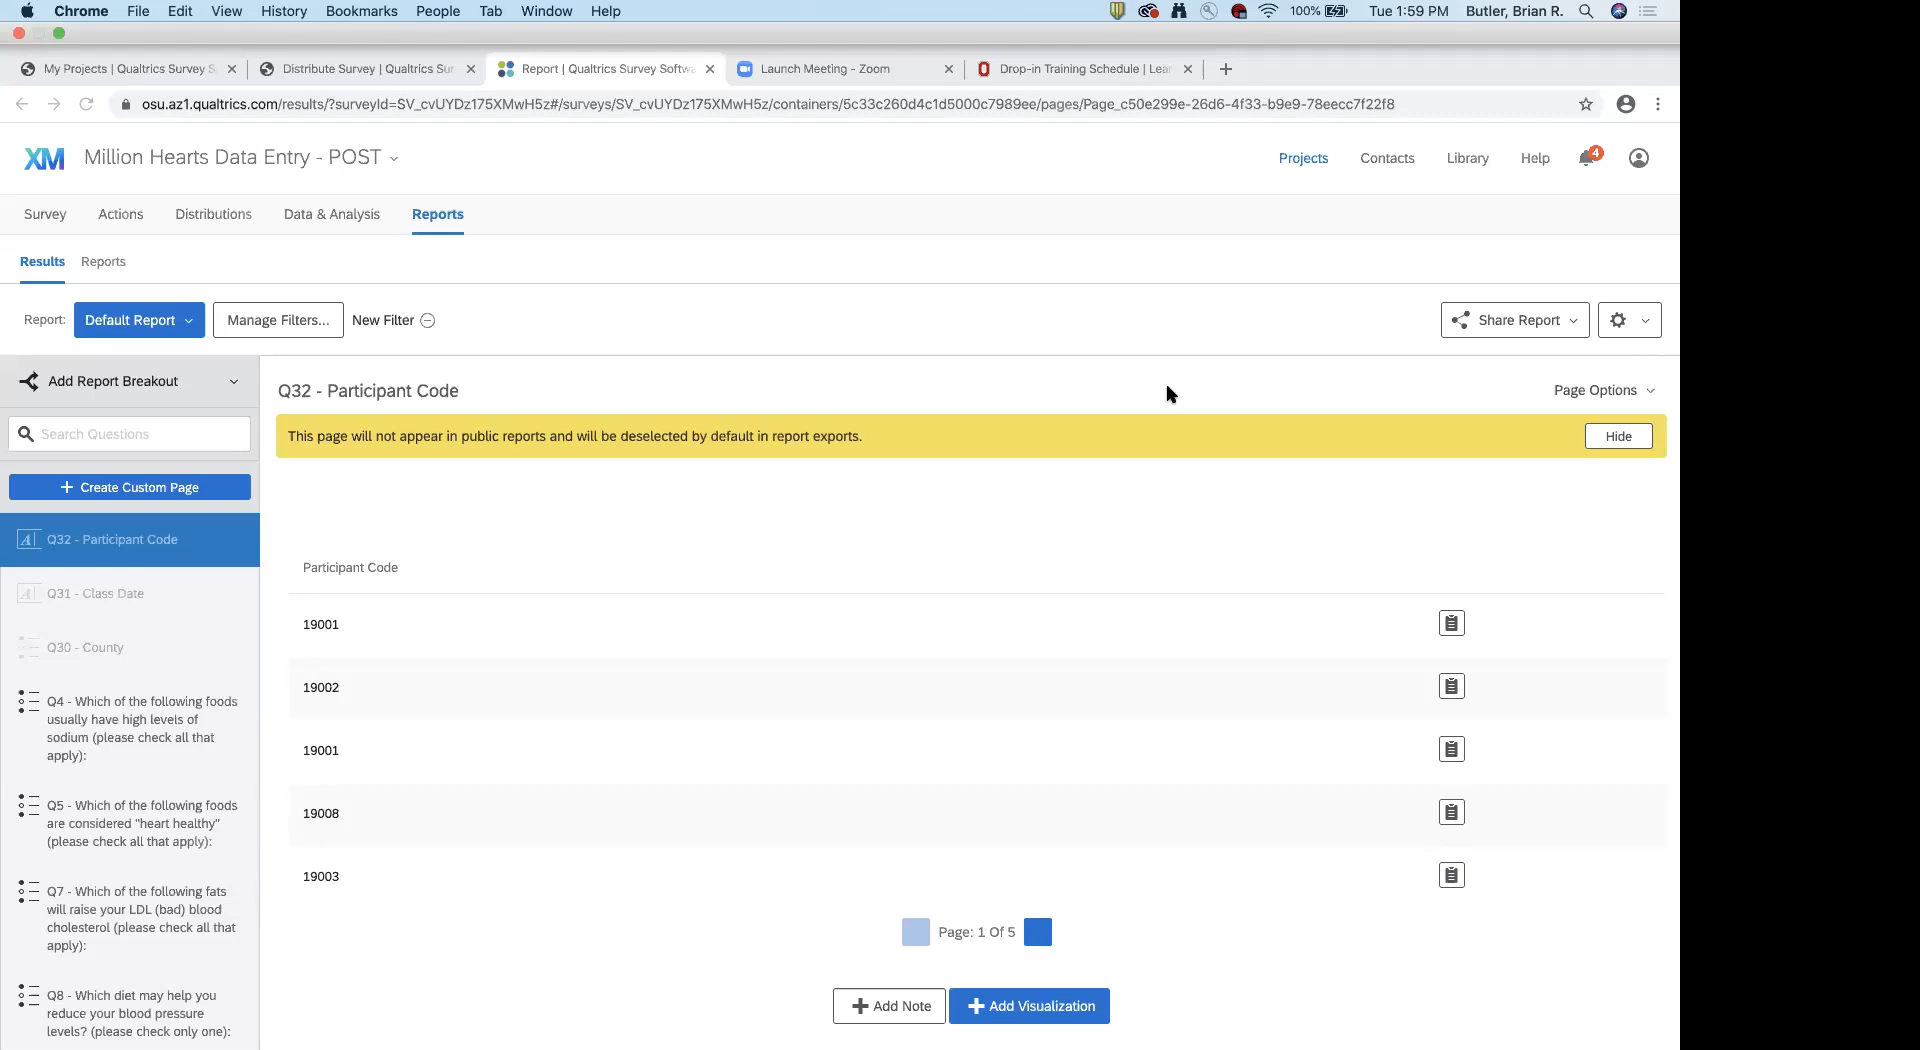 Chrome File Edit View History Bookmarks People Tab Window Help 100% Tue 1:59 PM Butler, Brian R.
My Projects | Qualtrics Survey S Distribute Survey | Qualtrics Sur Report | Qualtrics Survey Softwa Launch Meeting - Zoom Drop-in Training Schedule | Lear
osu.az1.qualtrics.com/results/?surveyId=SV_cvUYDz175XMwH5z#/surveys/SV_cvUYDz175XMwH5z/containers/5c33c260d4c1d5000c7989ee/pages/Page_c50e299e-26d6-4f33-b9e9-78eecc7f22f8
XM Million Hearts Data Entry - POST Projects Contacts Library Help 4
Survey Actions Distributions Data & Analysis Reports
Results Reports
Report: Default Report Manage Filters... New Filter Share Report
Add Report Breakout
Search Questions
Create Custom Page
Q32 - Participant Code
Q31 - Class Date
Q30 - County
Q4 - Which of the following foods
usually have high levels of
sodium (please check all that
apply):
Q5 - Which of the following foods
are considered "heart healthy"
(please check all that apply):
Q7 - Which of the following fats
will raise your LDL (bad) blood
cholesterol (please check all that
apply):
Q8 - Which diet may help you
reduce your blood pressure
levels? (please check only one):
Q32 - Participant Code Page Options
This page will not appear in public reports and will be deselected by default in report exports. Hide
Participant Code
19001
19002
19001
19008
19003
Page: 1 Of 5
Add Note Add Visualization